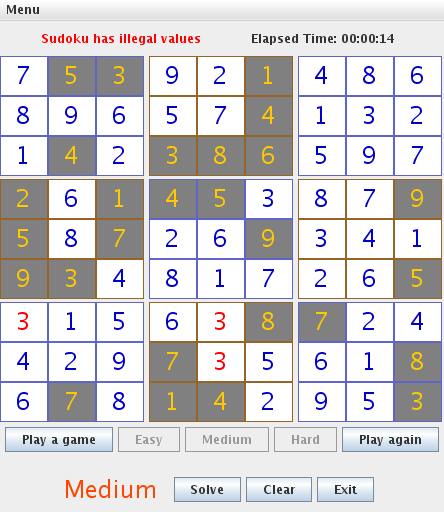 Menu
Sudoku has illegal values Elapsed Time: 00:00:14
7 5 3 9 2 1 4 8 6
8 9 6 5 7 4 1 3 2
1 4 2 3 8 6 5 9 7
2 6 1 4 5 3 8 7 9
5 8 7 2 6 9 3 4 1
9 3 4 8 1 7 2 6 5
3 1 5 6 3 8 7 2 4
4 2 9 7 3 5 6 1 8
6 7 8 1 4 2 9 5 3
Play a game Easy Medium Hard Play again
Medium Solve Clear Exit